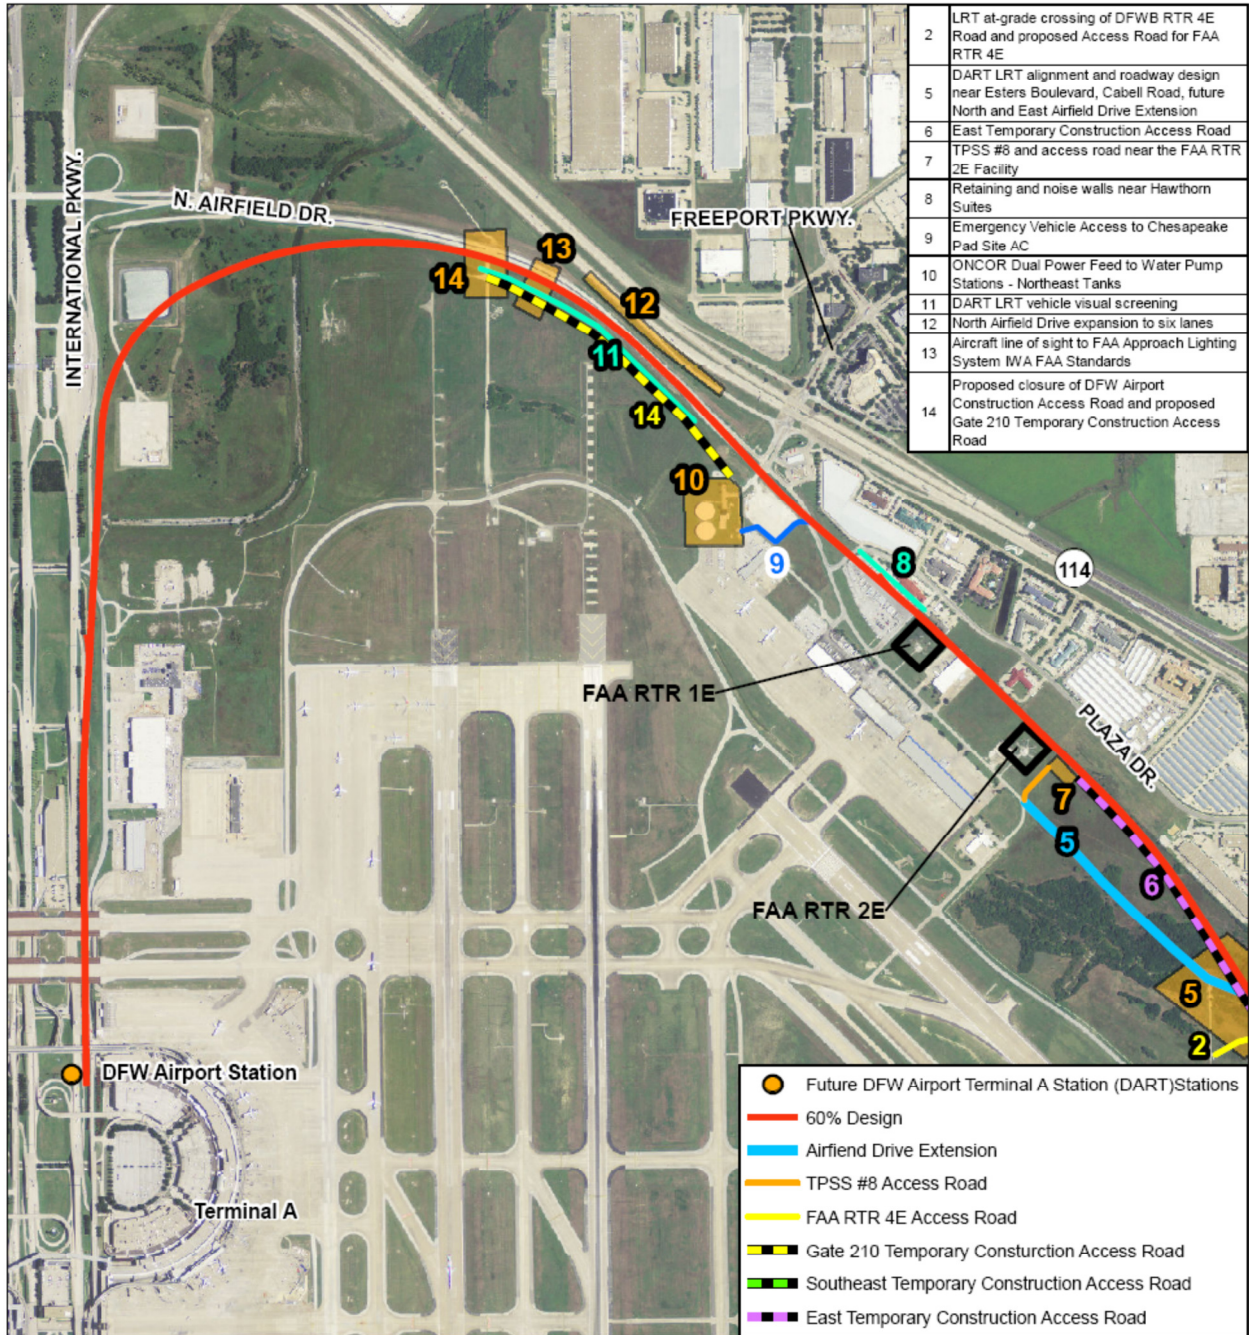 2
LRT at-grade crossing of DFWB RTR 4E
Road and proposed Access Road for FAA
RTR 4E
5
DART LRT alignment and roadway design
near Esters Boulevard, Cabell Road, future
North and East Airfield Drive Extension
6
East Temporary Construction Access Road
7
TPSS #8 and access road near the FAA RTR
2E Facility
8
Retaining and noise walls near Hawthorn
Suites
9
Emergency Vehicle Access to Chesapeake
Pad Site AC
10
ONCOR Dual Power Feed to Water Pump
Stations - Northeast Tanks
11
DART LRT vehicle visual screening
12
North Airfield Drive expansion to six lanes
13
Aircraft line of sight to FAA Approach Lighting
System IWA FAA Standards
14
Proposed closure of DFW Airport
Construction Access Road and proposed
Gate 210 Temporary Construction Access
Road
INTERNATIONAL PKWY.
N. AIRFIELD DR.
FREEPORT PKWY.
13
14
12
11
14
10
9
8
114
FAA RTR 1E
PLAZA DR.
7
5
6
FAA RTR 2E
5
2
DFW Airport Station
Terminal A
Future DFW Airport Terminal A Station (DART)Stations
60% Design
Airfiend Drive Extension
TPSS #8 Access Road
FAA RTR 4E Access Road
Gate 210 Temporary Consturction Access Road
Southeast Temporary Construction Access Road
East Temporary Construction Access Road